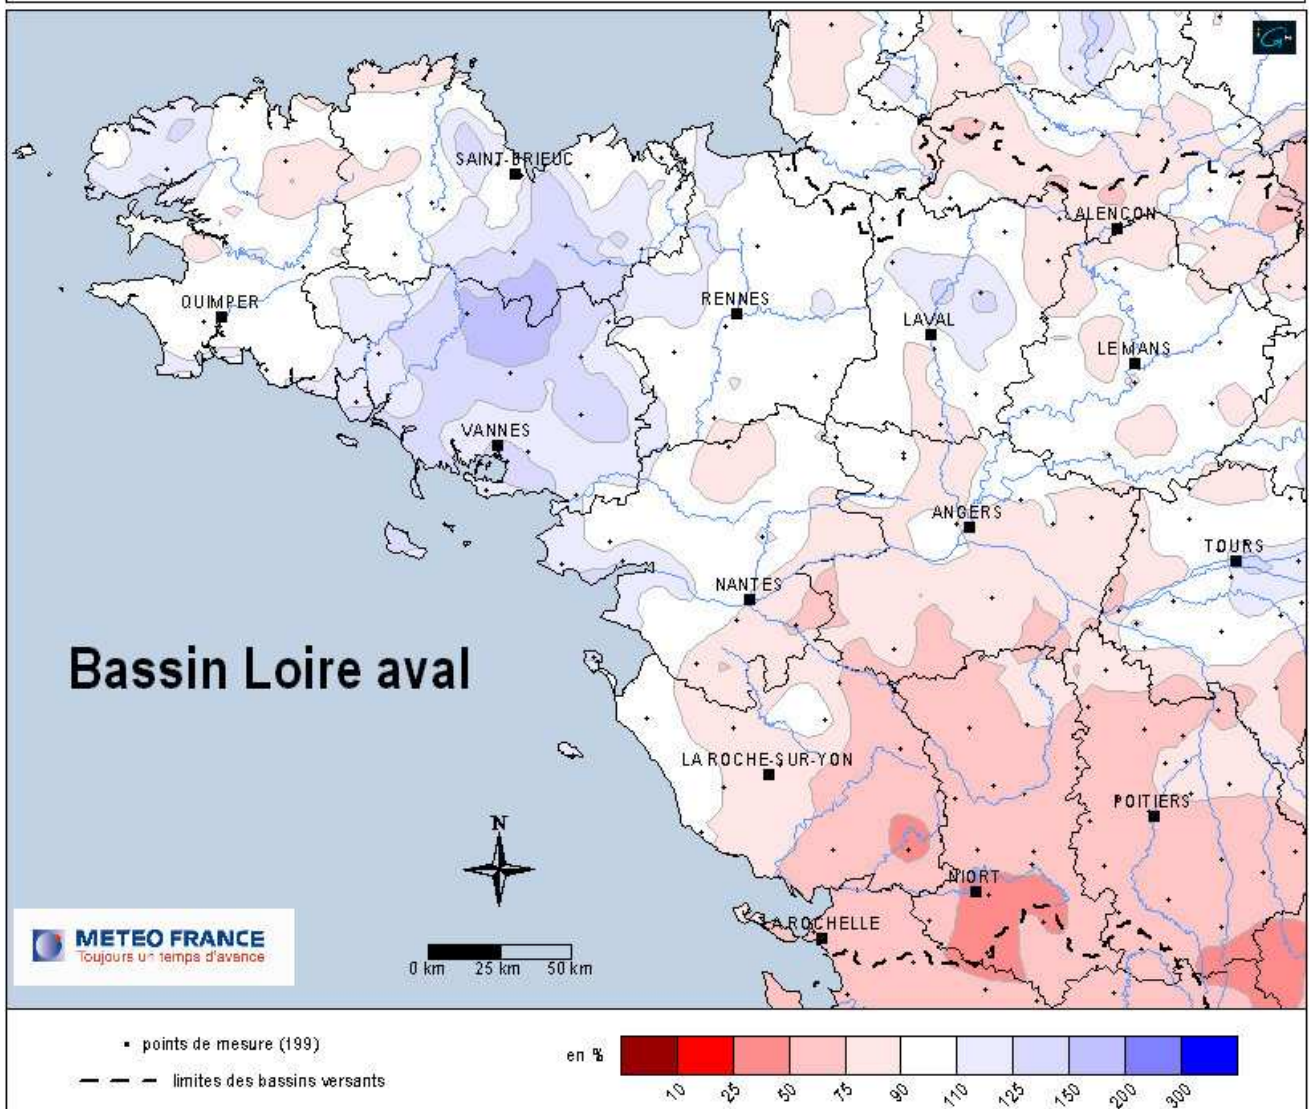 SAINT-BRIEUC
ALENCON
QUIMPER
RENNES
LAVAL
LE MANS
VANNES
ANGERS
TOURS
NANTES
Bassin Loire aval
LA ROCHE-SUR-YON
POITIERS
N
NIORT
LA ROCHELLE
METEO FRANCE
Toujours un temps d'avance
0 km 25 km 50 km
points de mesure (199)
en %
limites des bassins versants
10 25 50 75 90 110 125 150 200 300